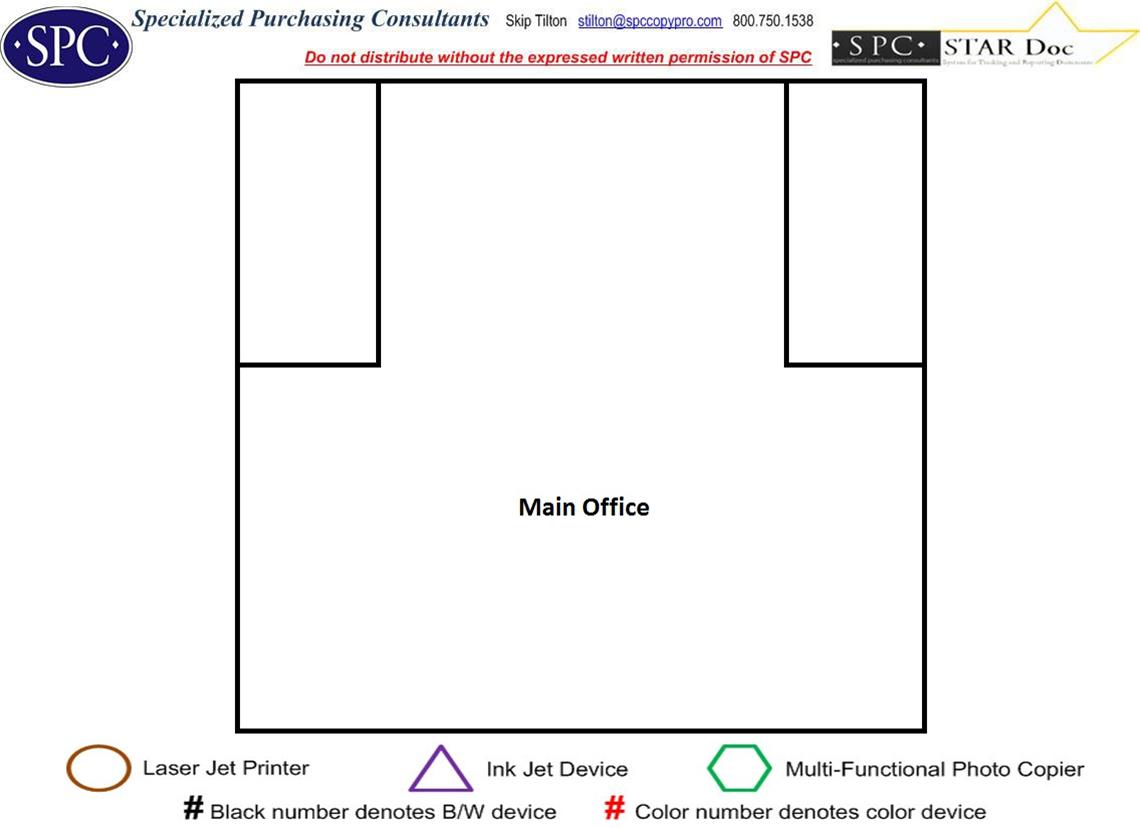 SPC
Specialized Purchasing Consultants Skip Tilton stilton@spccopypro.com 800.750.1538
Do not distribute without the expressed written permission of SPC
· SPC · STAR Doc
specialized purchasing consultants System for Tracking and Reporting Documents
Main Office
Laser Jet Printer Ink Jet Device Multi-Functional Photo Copier
# Black number denotes B/W device # Color number denotes color device